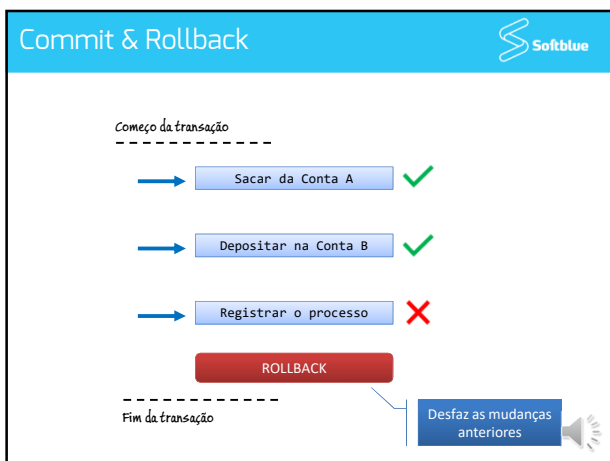 Commit & Rollback
Softblue
Começo da transação
Sacar da Conta A
Depositar na Conta B
Registrar o processo
ROLLBACK
Fim da transação
Desfaz as mudanças
anteriores